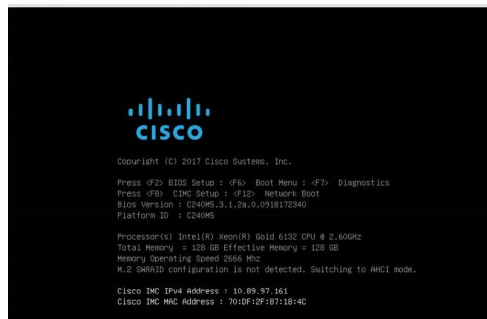 CISCO
Copyright (C) 2017 Cisco Systems, Inc.
Press <F2> BIOS Setup : <F6> Boot Menu : <F7> Diagnostics
Press <F8> CIMC Setup : <F12> Network Boot
Bios Version : C240M5.3.1.2a.0.0918172340
Platform ID : C240M5
Processor(s) Intel(R) Xeon(R) Gold 6132 CPU @ 2.60GHz
Total Memory = 128 GB Effective Memory = 128 GB
Memory Operating Speed 2666 Mhz
M.2 SWRAID configuration is not detected. Switching to AHCI mode.
Cisco IMC IPv4 Address : 10.89.97.161
Cisco IMC MAC Address : 70:DF:2F:87:18:4C